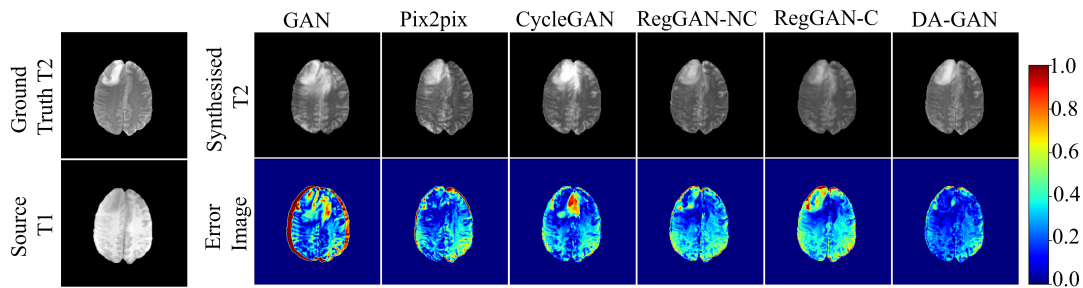 GAN
Pix2pix
CycleGAN
RegGAN-NC
RegGAN-C
DA-GAN
Ground
Truth T2
Synthesised
T2
Source
T1
Error
Image
1.0
0.8
0.6
0.4
0.2
0.0